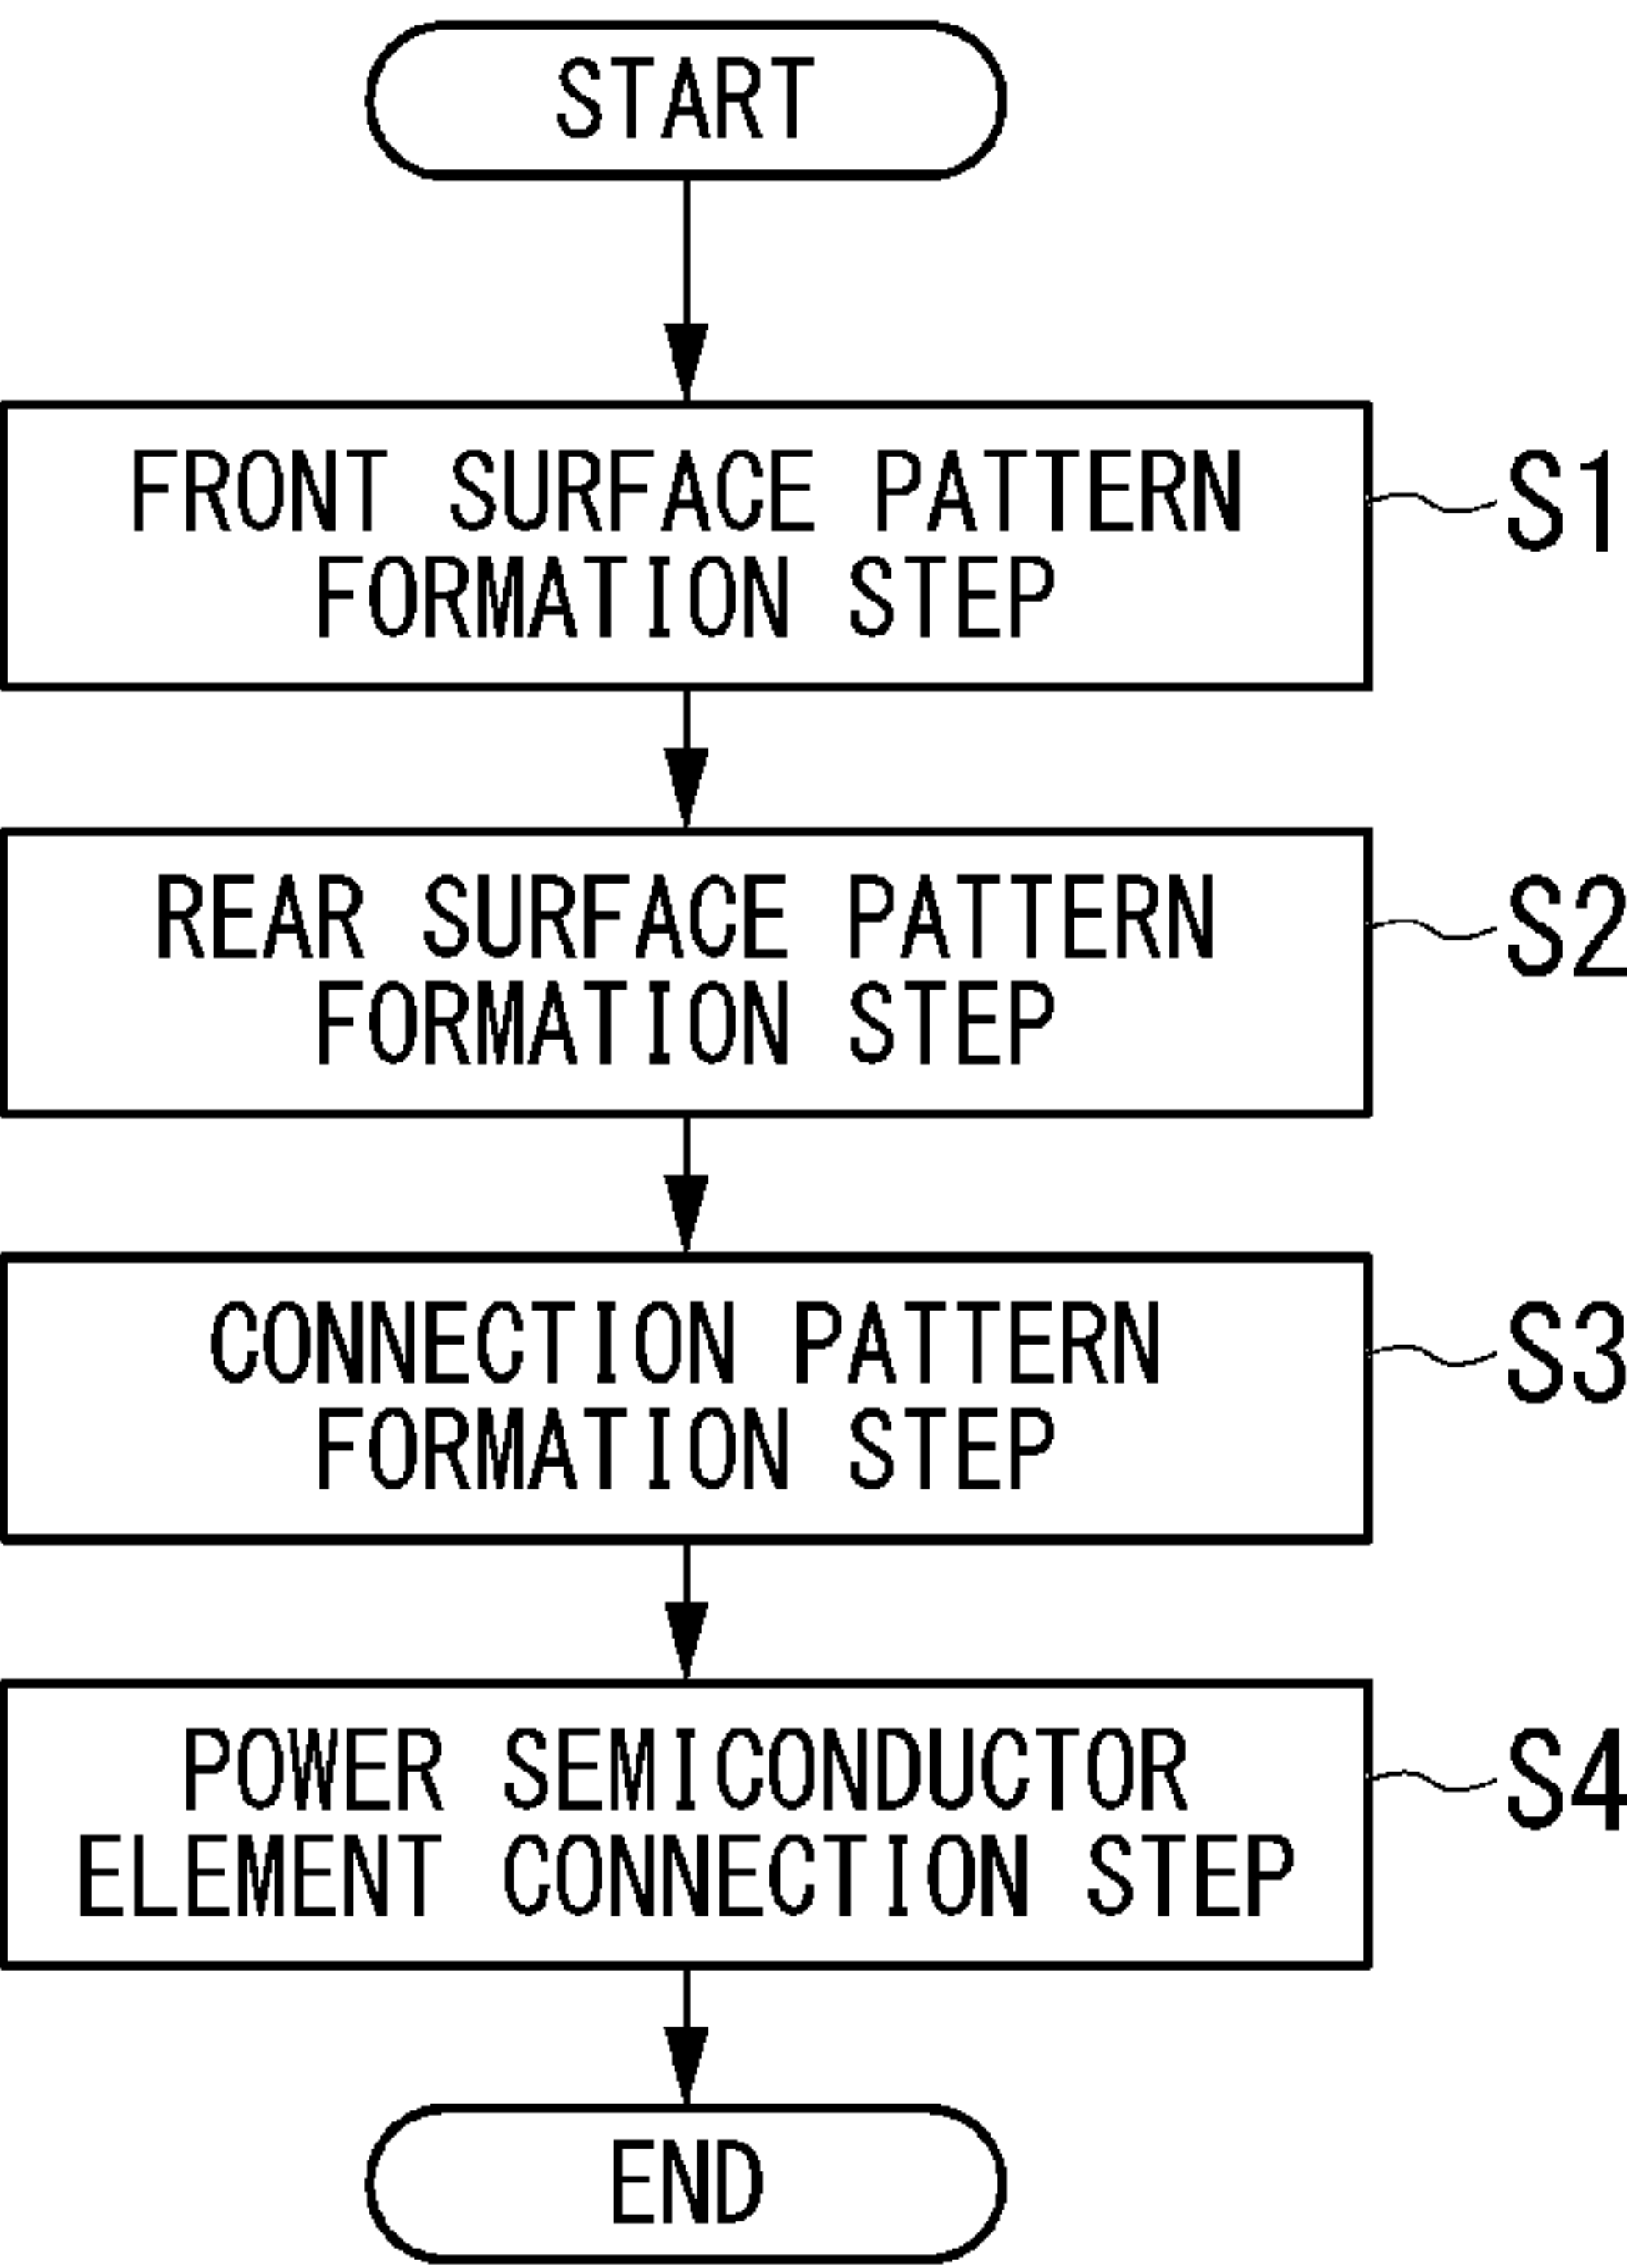 START
FRONT SURFACE PATTERN
FORMATION STEP
S1
REAR SURFACE PATTERN
FORMATION STEP
S2
CONNECTION PATTERN
FORMATION STEP
S3
POWER SEMICONDUCTOR
ELEMENT CONNECTION STEP
S4
END